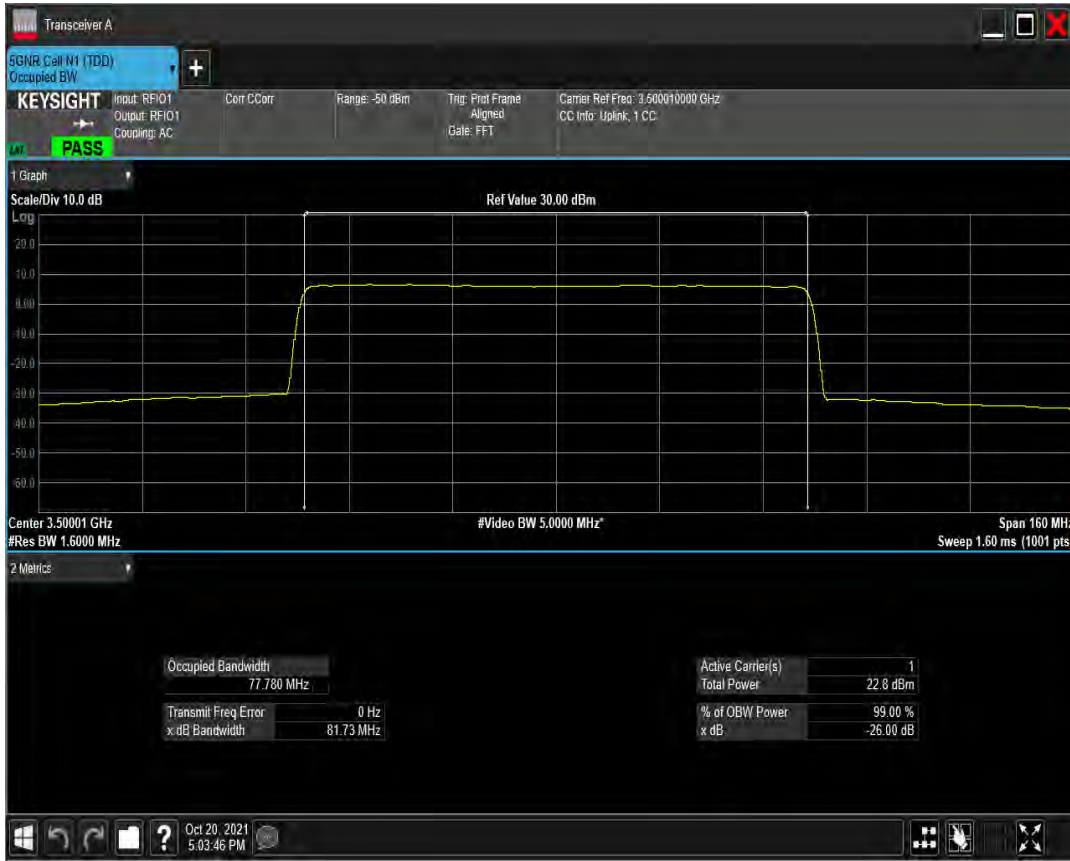 Transceiver A
5GNR Cell N1 (TDD)
Occupied BW
+
KEYSIGHT
Input: RFIO1
Output: RFIO1
Coupling: AC
Corr CCorr
Range: -50 dBm
Trig: Prot Frame
Aligned
Gate: FFT
Carrier Ref Freq: 3.500010000 GHz
CC Info: Uplink, 1 CC
PASS
1 Graph
Scale/Div 10.0 dB
Ref Value 30.00 dBm
Log
20.0
10.0
0.00
-10.0
-20.0
-30.0
-40.0
-50.0
-60.0
Center 3.50001 GHz
#Video BW 5.0000 MHz*
Span 160 MHz
#Res BW 1.6000 MHz
Sweep 1.60 ms (1001 pts
2 Metrics
Occupied Bandwidth
77.780 MHz
Transmit Freq Error 0 Hz
x dB Bandwidth 81.73 MHz
Active Carrier(s) 1
Total Power 22.8 dBm
% of OBW Power 99.00 %
x dB -26.00 dB
?
Oct 20, 2021
5:03:46 PM